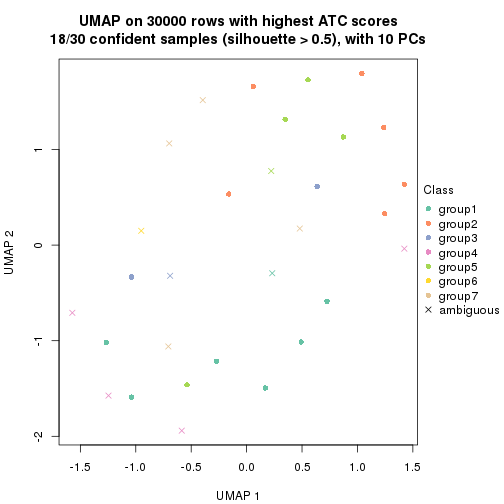 UMAP on 30000 rows with highest ATC scores
18/30 confident samples (silhouette > 0.5), with 10 PCs
UMAP 2
1
0
-1
-2
-1.5
-1.0
-0.5
0.0
0.5
1.0
1.5
UMAP 1
Class
group1
group2
group3
group4
group5
group6
group7
ambiguous